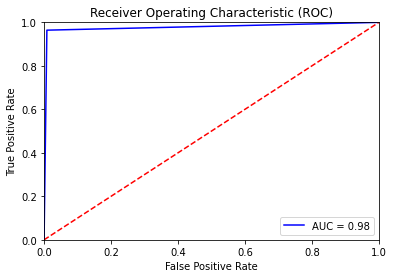 Receiver Operating Characteristic (ROC)
True Positive Rate
1.0
0.8
0.6
0.4
0.2
0.0
AUC = 0.98
0.0 0.2 0.4 0.6 0.8 1.0
False Positive Rate